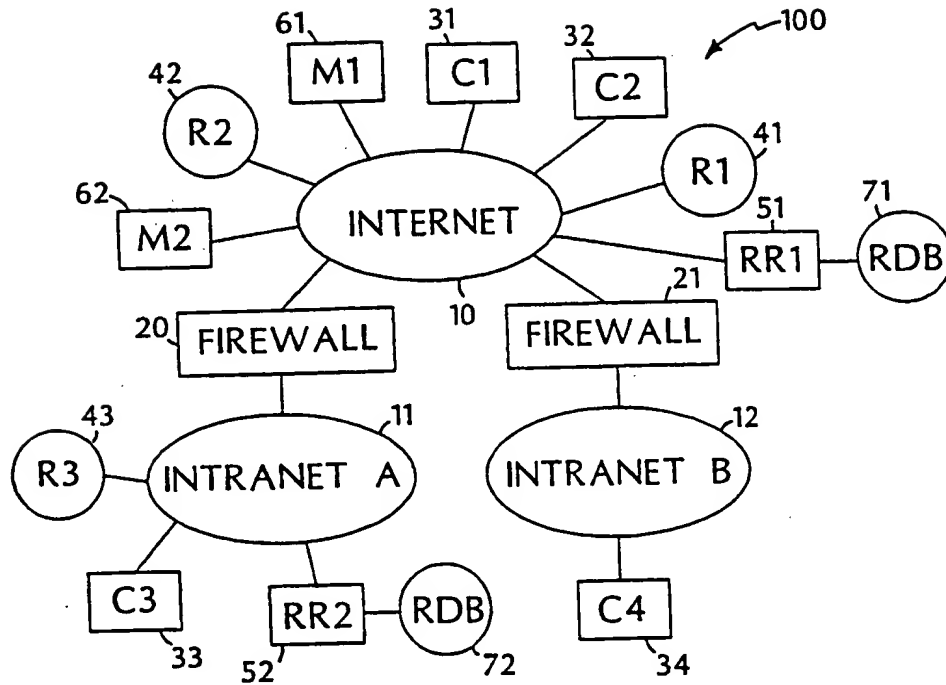 61
31
32
100
M1
C1
C2
42
R2
41
R1
62
M2
INTERNET
51
71
RR1
RDB
10
20
FIREWALL
21
FIREWALL
43
R3
11
INTRANET A
12
INTRANET B
C3
33
RR2
52
RDB
72
C4
34